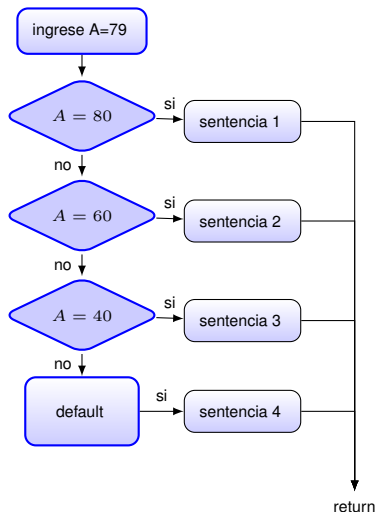 ingrese A=79
A = 80
si
sentencia 1
no
A = 60
si
sentencia 2
no
A = 40
si
sentencia 3
no
default
si
sentencia 4
return